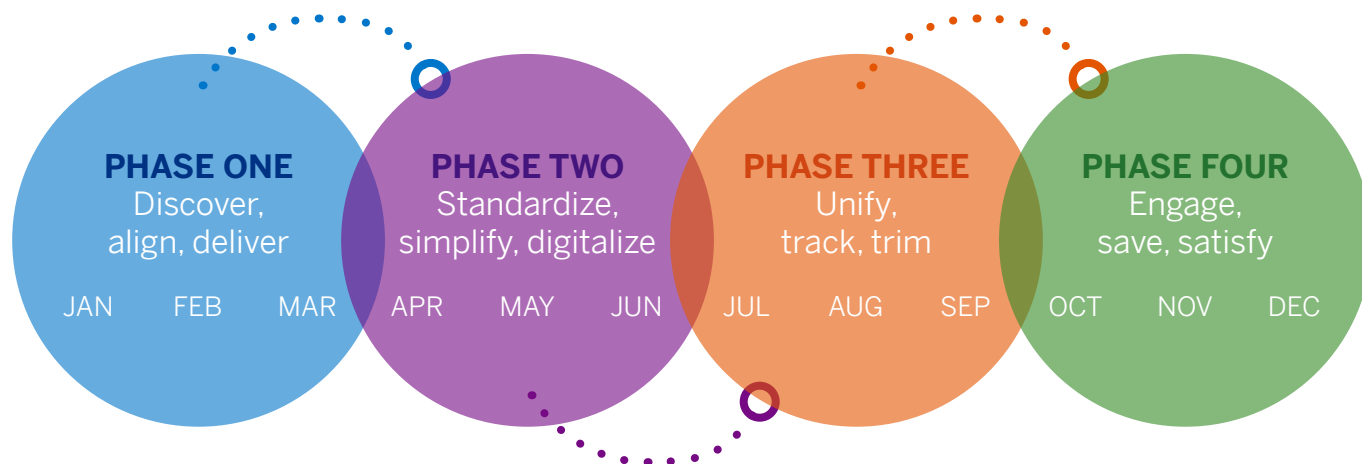 PHASE ONE
Discover,
align, deliver
JAN FEB MAR
PHASE TWO
Standardize,
simplify, digitalize
APR MAY JUN
PHASE THREE
Unify,
track, trim
JUL AUG SEP
PHASE FOUR
Engage,
save, satisfy
OCT NOV DEC